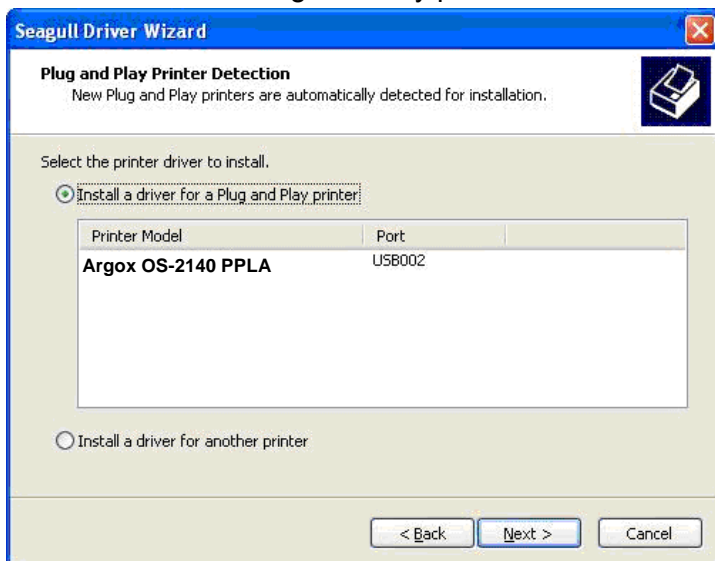 Seagull Driver Wizard
Plug and Play Printer Detection
New Plug and Play printers are automatically detected for installation.
Select the printer driver to install.
Install a driver for a Plug and Play printer
Printer Model Port
Argox OS-2140 PPLA USB002
Install a driver for another printer
< Back Next > Cancel